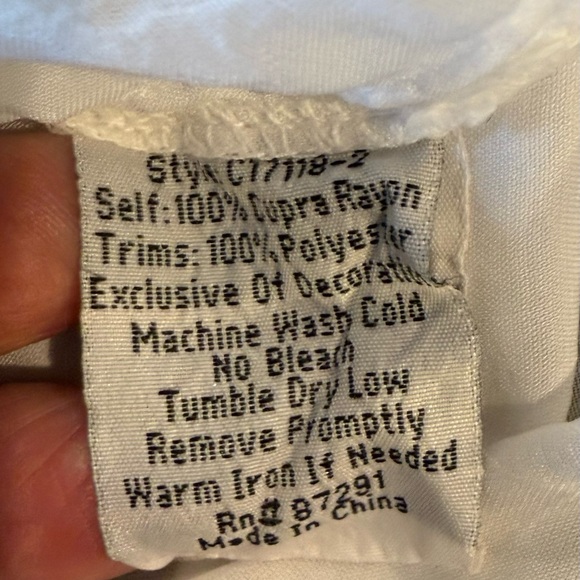 Style C17118-2
Self:100% Cupra Rayon
Trims:100% Polyester
Exclusive Of Decoration
Machine Wash Cold
No Bleach
Tumble Dry Low
Remove Promptly
Warm Iron If Needed
Rn# 87291
Made In China